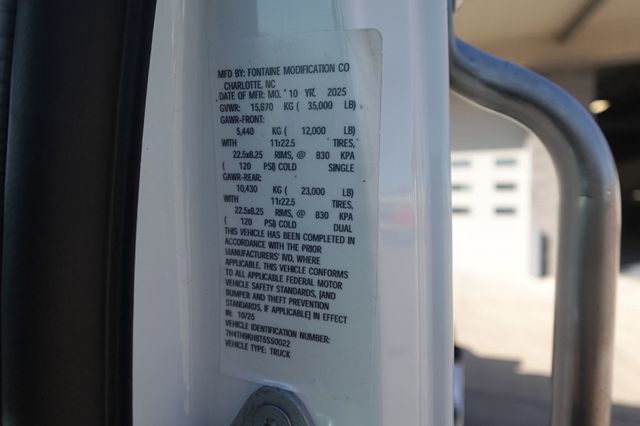 MFD BY: FONTAINE MODIFICATION CO
CHARLOTTE, NC
DATE OF MFR: MO. 10 YR. 2025
GVWR: 15,870 KG ( 35,000 LB)
GAWR-FRONT:
5,440 KG ( 12,000 LB)
WITH 11r22.5 TIRES,
22.5x8.25 RIMS, @ 830 KPA
( 120 PSI) COLD SINGLE
GAWR-REAR:
10,430 KG ( 23,000 LB)
WITH 11r22.5 TIRES,
22.5x8.25 RIMS, @ 830 KPA
( 120 PSI) COLD DUAL
THIS VEHICLE HAS BEEN COMPLETED IN
ACCORDANCE WITH THE PRIOR
MANUFACTURERS' IVD, WHERE
APPLICABLE. THIS VEHICLE CONFORMS
TO ALL APPLICABLE FEDERAL MOTOR
VEHICLE SAFETY STANDARDS, [AND
BUMPER AND THEFT PREVENTION
STANDARDS, IF APPLICABLE] IN EFFECT
IN: 10/25
VEHICLE IDENTIFICATION NUMBER:
7H4TH9KH8TSS50022
VEHICLE TYPE: TRUCK